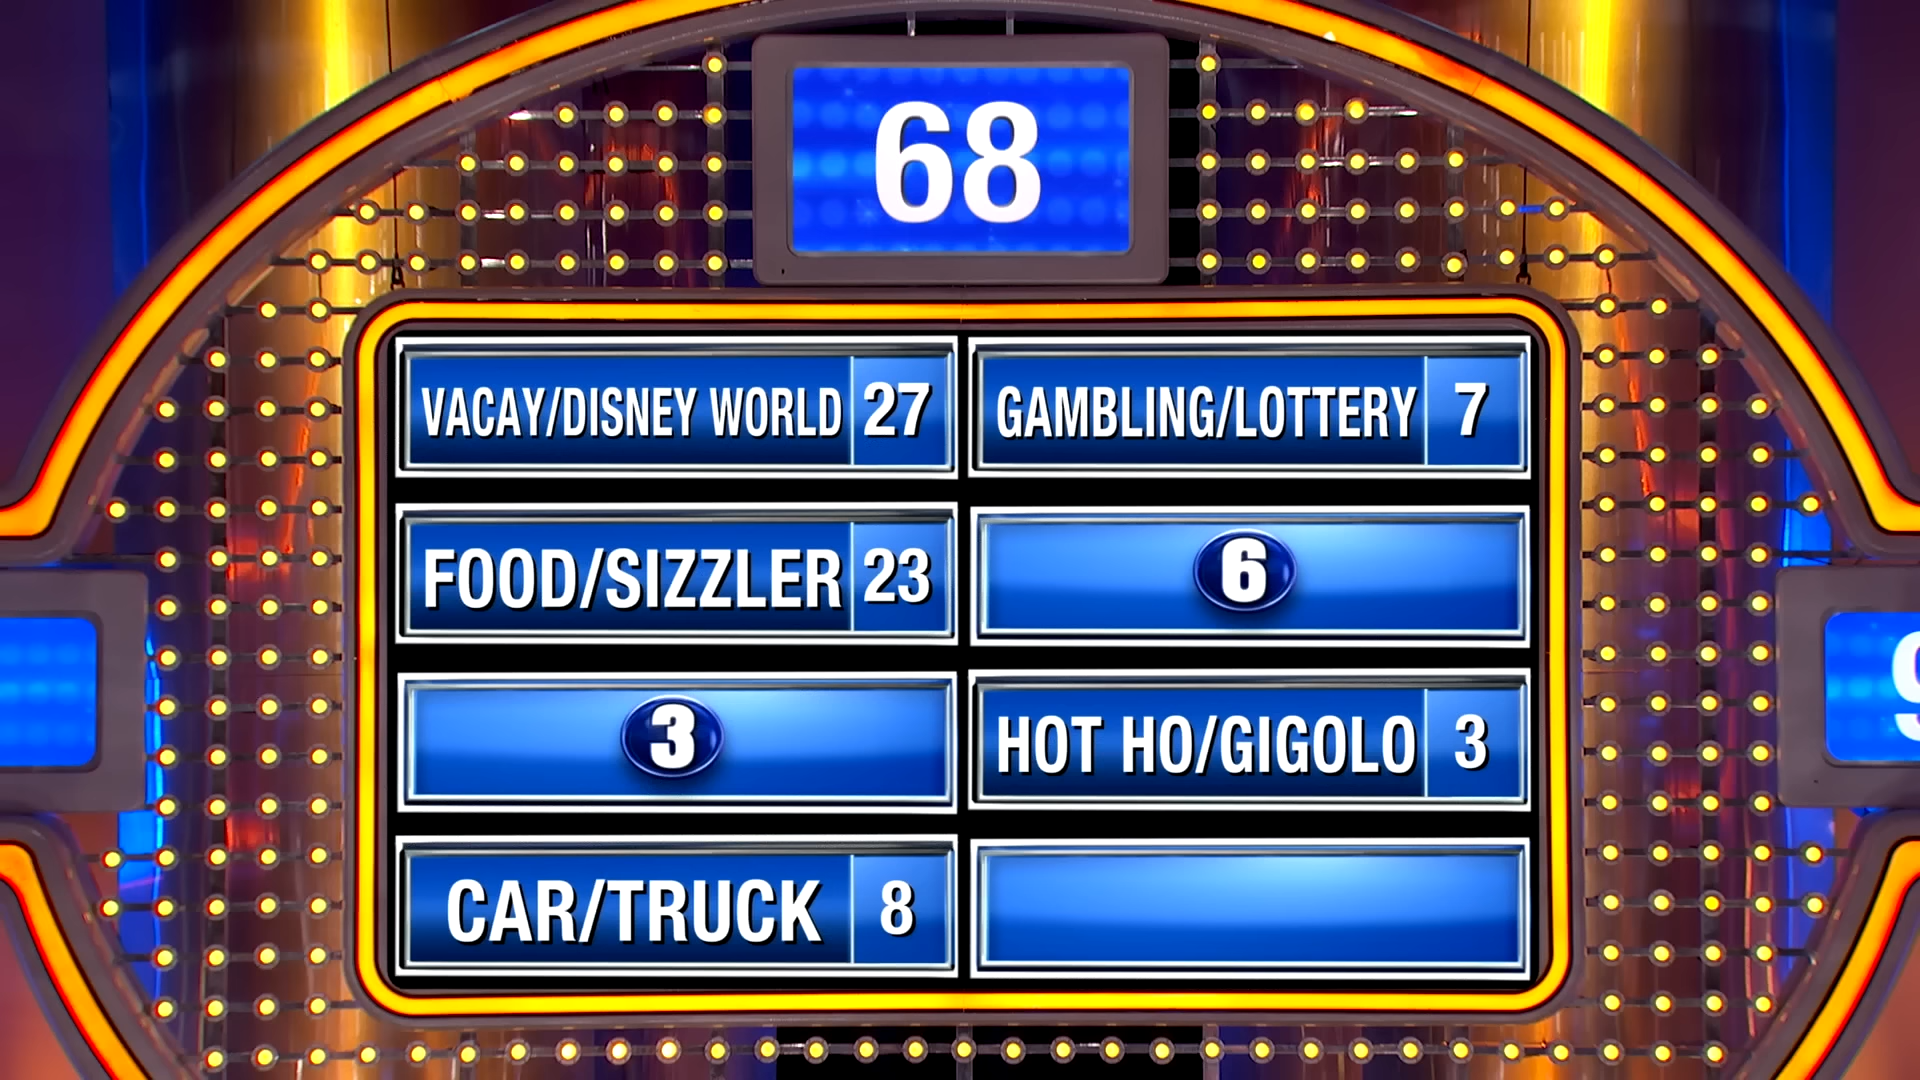 68
VACAY/DISNEY WORLD 27
GAMBLING/LOTTERY 7
FOOD/SIZZLER 23
6
3
HOT HO/GIGOLO 3
CAR/TRUCK 8